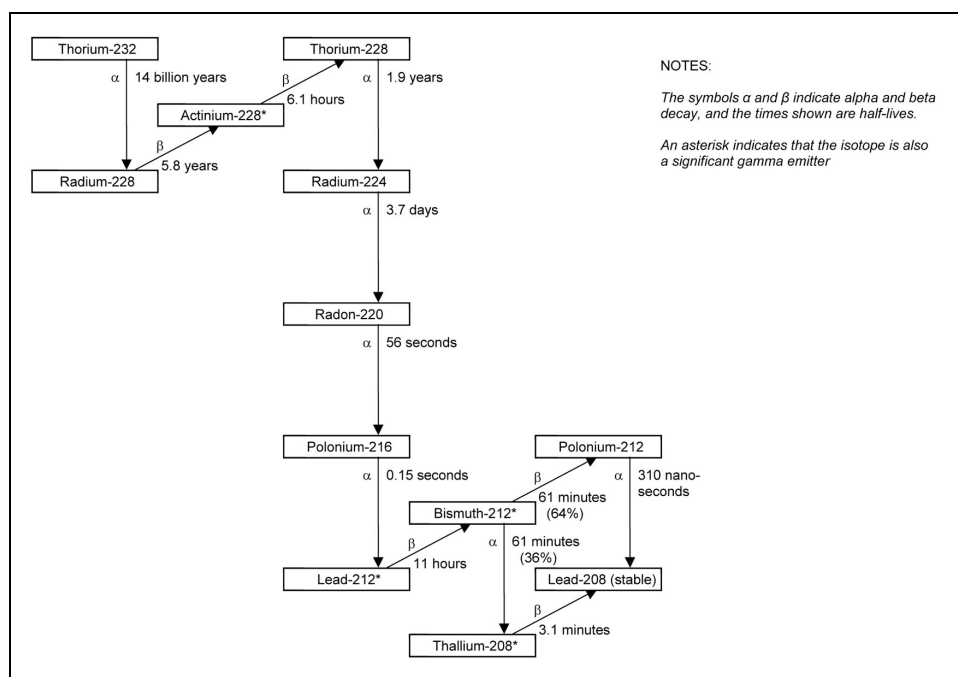 Thorium-232
Thorium-228
NOTES:
α 14 billion years
β
6.1 hours
α 1.9 years
The symbols α and β indicate alpha and beta
decay, and the times shown are half-lives.
Actinium-228*
β
5.8 years
An asterisk indicates that the isotope is also
a significant gamma emitter
Radium-228
Radium-224
α 3.7 days
Radon-220
α 56 seconds
Polonium-216
Polonium-212
α 0.15 seconds
β
61 minutes
(64%)
α 310 nano-
seconds
Bismuth-212*
β
11 hours
α 61 minutes
(36%)
Lead-212*
Lead-208 (stable)
β
3.1 minutes
Thallium-208*